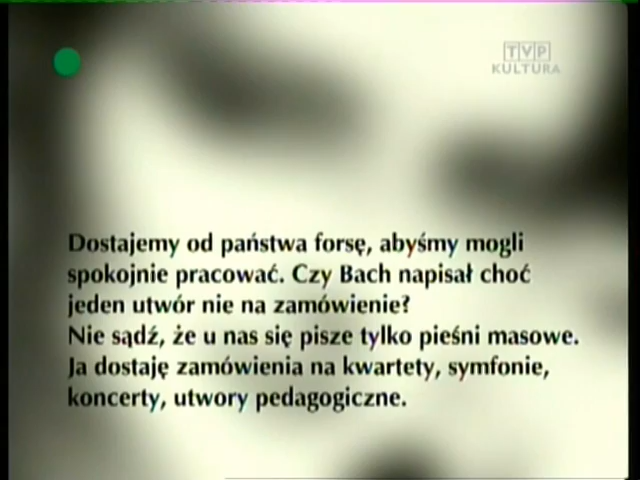 TVP
KULTURA
Dostajemy od państwa forsę, abyśmy mogli
spokojnie pracować. Czy Bach napisał choć
jeden utwór nie na zamówienie?
Nie sądź, że u nas się pisze tylko pieśni masowe.
Ja dostaję zamówienia na kwartety, symfonie,
koncerty, utwory pedagogiczne.